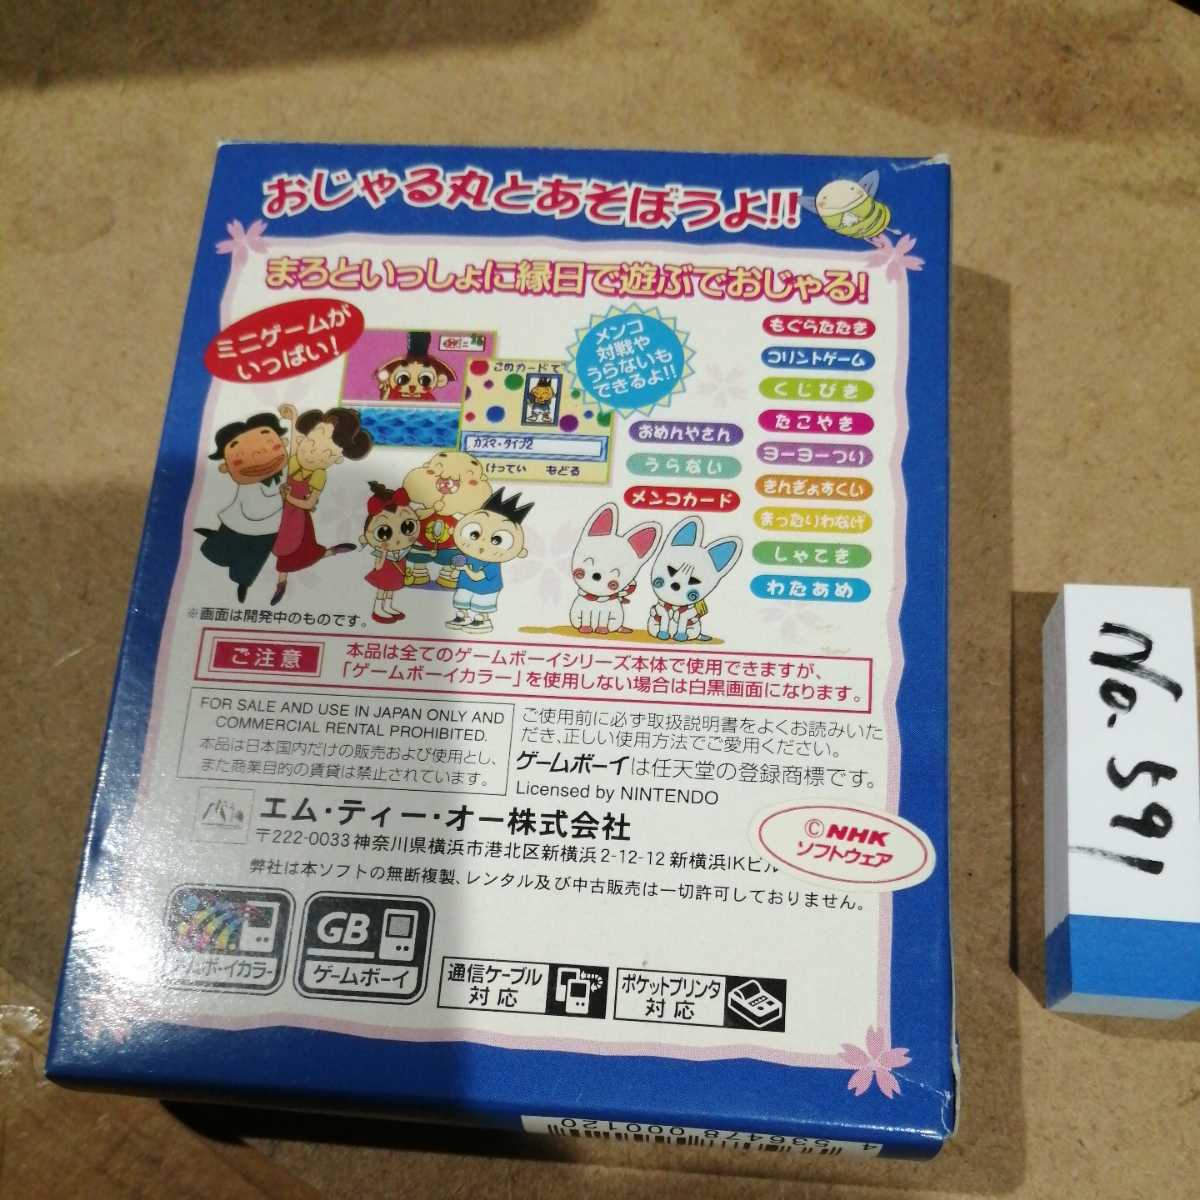 おじゃる丸とあそぼうよ!!
まろといっしょに縁日で遊ぶでおじゃる!
ミニゲームが
いっぱい!
メンコ
対戦や
うらないも
できるよ!!
このカードで
カズマ・タイプ2
けってい もどる
もぐらたたき
コリントゲーム
くじびき
たこやき
ヨーヨーつり
きんぎょすくい
まったりわなげ
しゃてき
わたあめ
おめんやさん
うらない
メンコカード
※画面は開発中のものです。
ご注意
本品は全てのゲームボーイシリーズ本体で使用できますが、
「ゲームボーイカラー」を使用しない場合は白黒画面になります。
FOR SALE AND USE IN JAPAN ONLY AND
COMMERCIAL RENTAL PROHIBITED.
本品は日本国内だけの販売および使用とし、
また商業目的の賃貸は禁止されています。
ご使用前に必ず取扱説明書をよくお読みいた
だき、正しい使用方法でご愛用ください。
ゲームボーイは任天堂の登録商標です。
Licensed by NINTENDO
エム・ティー・オー株式会社
〒222-0033 神奈川県横浜市港北区新横浜2-12-12 新横浜IKビル
弊社は本ソフトの無断複製、レンタル及び中古販売は一切許可しておりません。
©NHK
ソフトウェア
ゲームボーイカラー
GB
ゲームボーイ
通信ケーブル
対応
ポケットプリンタ
対応
4 536478 000120
No. 591